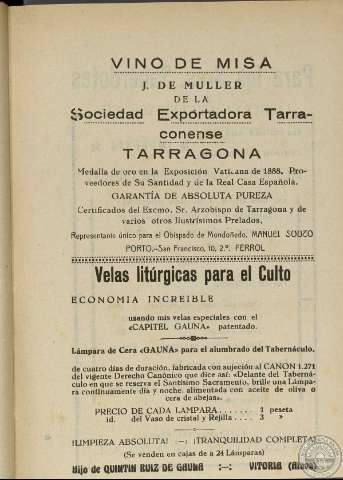 VINO DE MISA
J. DE MULLER
DE LA
Sociedad Exportadora Tarra-
conense
TARRAGONA
Medalla de oro en la Exposición Vaticana de 1888. Pro-
veedores de Su Santidad y de la Real Casa Española.
GARANTÍA DE ABSOLUTA PUREZA
Certificados del Excmo. Sr. Arzobispo de Tarragona y de
varios otros Ilustrísimos Prelados.
Representante único para el Obispado de Mondoñedo, MANUEL SOUZO
PORTO.—San Francisco, 10, 2.º FERROL
Velas litúrgicas para el Culto
ECONOMIA INCREIBLE
usando mis velas especiales con el
«CAPITEL GAUNA» patentado.
Lámpara de Cera «GAUNA» para el alumbrado del Tabernáculo,
de cuatro días de duración, fabricada con sujeción al CANON 1.271
del vigente Derecho Canónico que dice así: «Delante del Taberná-
culo en que se reserva el Santísimo Sacramento, brille una Lámpa-
ra continuamente día y noche, alimentada con aceite de oliva o
cera de abejas».
PRECIO DE CADA LAMPARA....... 1 peseta
id. del Vaso de cristal y Rejilla.... 3 »
¡LIMPIEZA ABSOLUTA! —:— ¡TRANQUILIDAD COMPLETA!
(Se venden en cajas de a 24 Lámparas)
Hijo de QUINTIN RUIZ DE GAUNA :—: VITORIA (Alava)